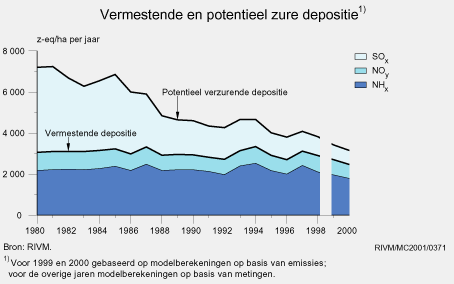 Vermestende en potentieel zure depositie1)
z-eq/ha per jaar
8 000
6 000
4 000
2 000
0
Potentieel verzurende depositie
Vermestende depositie
SOx
NOy
NHx
1980 1982 1984 1986 1988 1990 1992 1994 1996 1998 2000
Bron: RIVM.
RIVM/MC2001/0371
1) Voor 1999 en 2000 gebaseerd op modelberekeningen op basis van emissies;
voor de overige jaren modelberekeningen op basis van metingen.